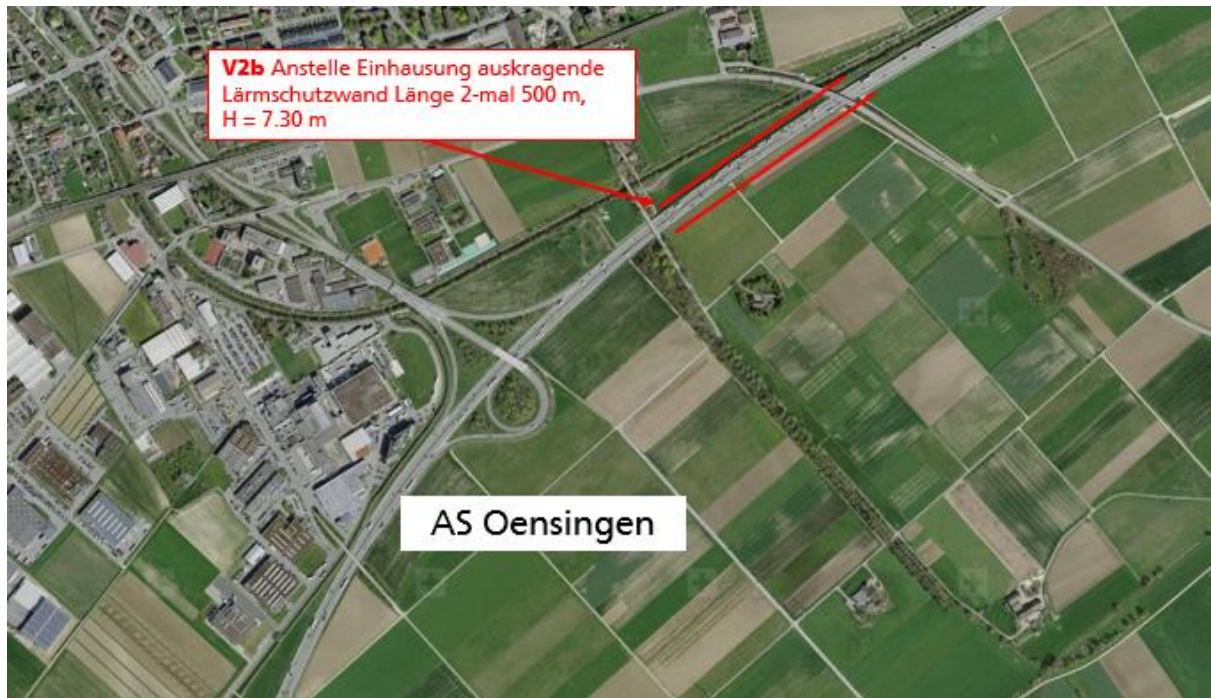 V2b Anstelle Einhausung auskragende
Lärmschutzwand Länge 2-mal 500 m,
H = 7.30 m
AS Oensingen